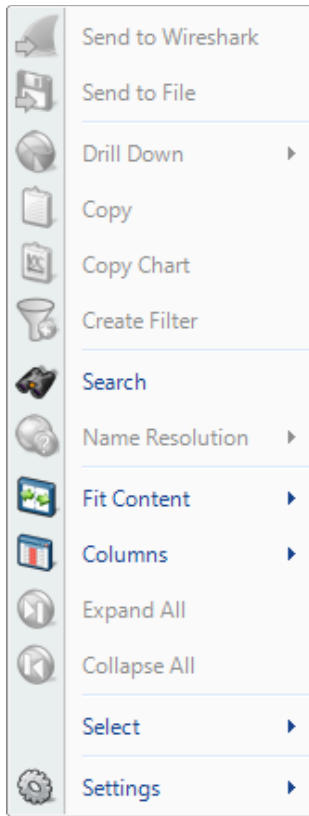 Send to Wireshark
Send to File
Drill Down
Copy
Copy Chart
Create Filter
Search
Name Resolution
Fit Content
Columns
Expand All
Collapse All
Select
Settings